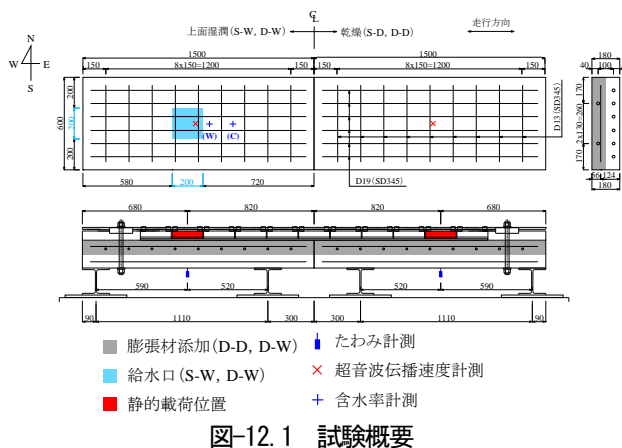 N
W E
S
上面湿潤(S-W, D-W)
CL
乾燥(S-D, D-D)
走行方向
1500 1500 180
150 8x150=1200 150 150 8x150=1200 150 40 100
600
200 200 200
(W) (C)
D13(SD345)
170 2x130=260 170
D19(SD345)
580 200 720
56 124
180
680 820 820 680
590 520 520 590
90 1110 300 300 1110 90
膨張材添加(D-D, D-W)
たわみ計測
給水口(S-W, D-W)
超音波伝播速度計測
静的載荷位置
含水率計測
図-12.1 試験概要